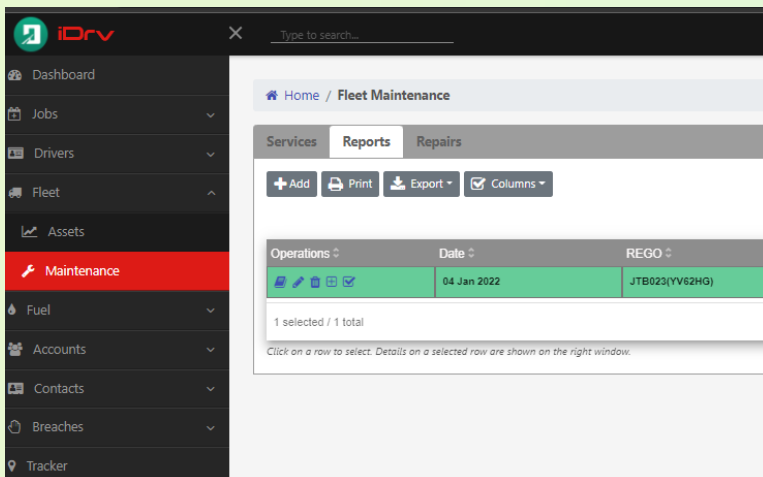 iDrv
Type to search...
Dashboard
Jobs
Drivers
Fleet
Assets
Maintenance
Fuel
Accounts
Contacts
Breaches
Tracker
Home / Fleet Maintenance
Services Reports Repairs
Add Print Export Columns
Operations Date REGO
04 Jan 2022 JTB023(YV62HG)
1 selected / 1 total
Click on a row to select. Details on a selected row are shown on the right window.